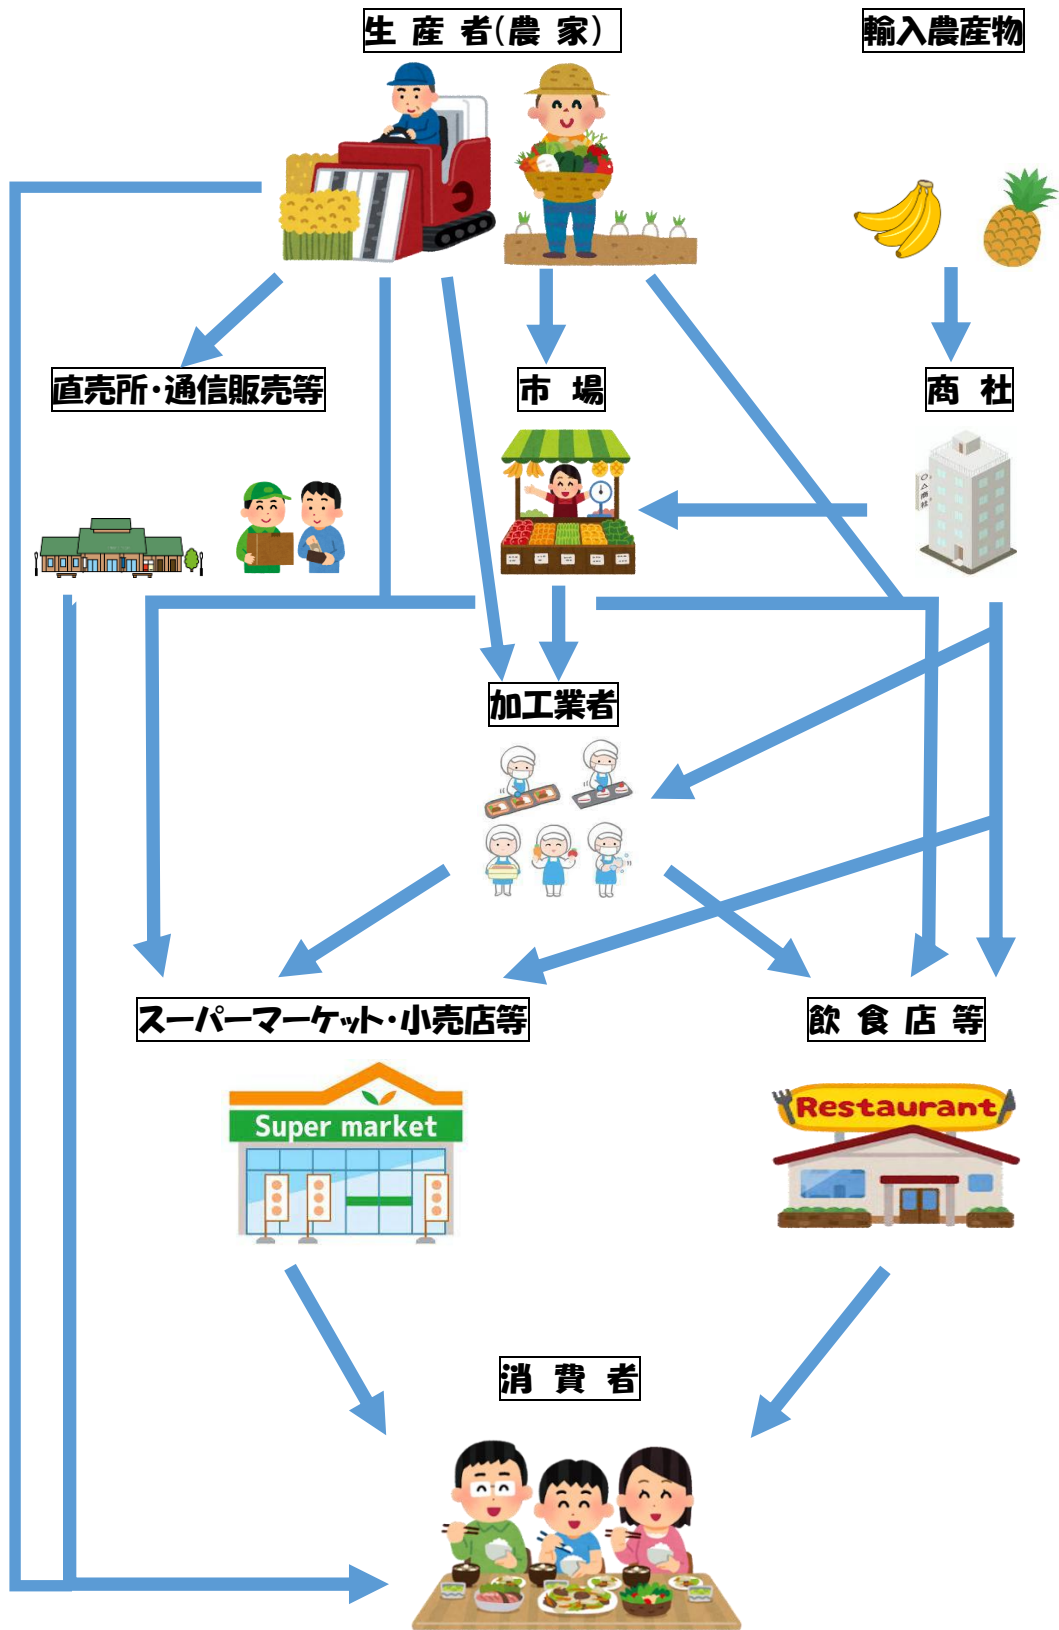 生 産 者(農 家)
輸入農産物
直売所・通信販売等
市 場
商 社
〇△商社
加工業者
スーパーマーケット・小売店等
飲 食 店 等
Super market
Restaurant
消 費 者